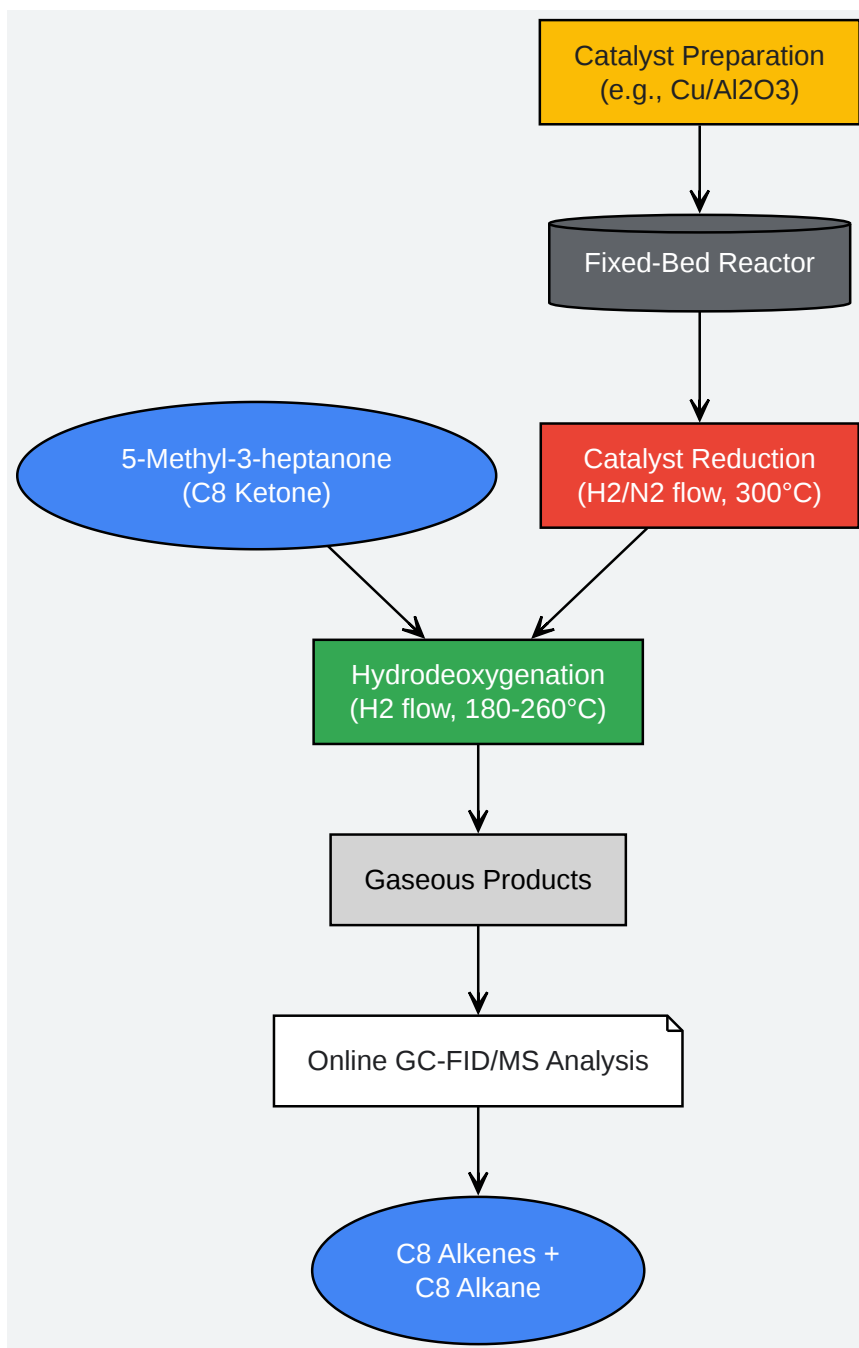 Catalyst Preparation
(e.g., Cu/Al2O3)
Fixed-Bed Reactor
5-Methyl-3-heptanone
(C8 Ketone)
Catalyst Reduction
(H2/N2 flow, 300°C)
Hydrodeoxygenation
(H2 flow, 180-260°C)
Gaseous Products
Online GC-FID/MS Analysis
C8 Alkenes +
C8 Alkane